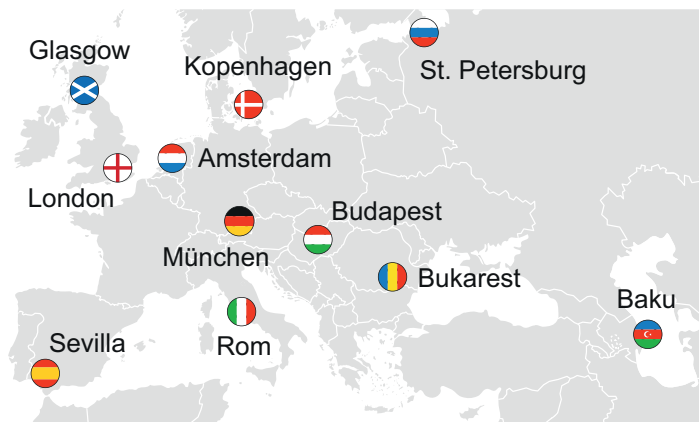 Glasgow
Kopenhagen
St. Petersburg
Amsterdam
London
Budapest
München
Bukarest
Baku
Sevilla
Rom